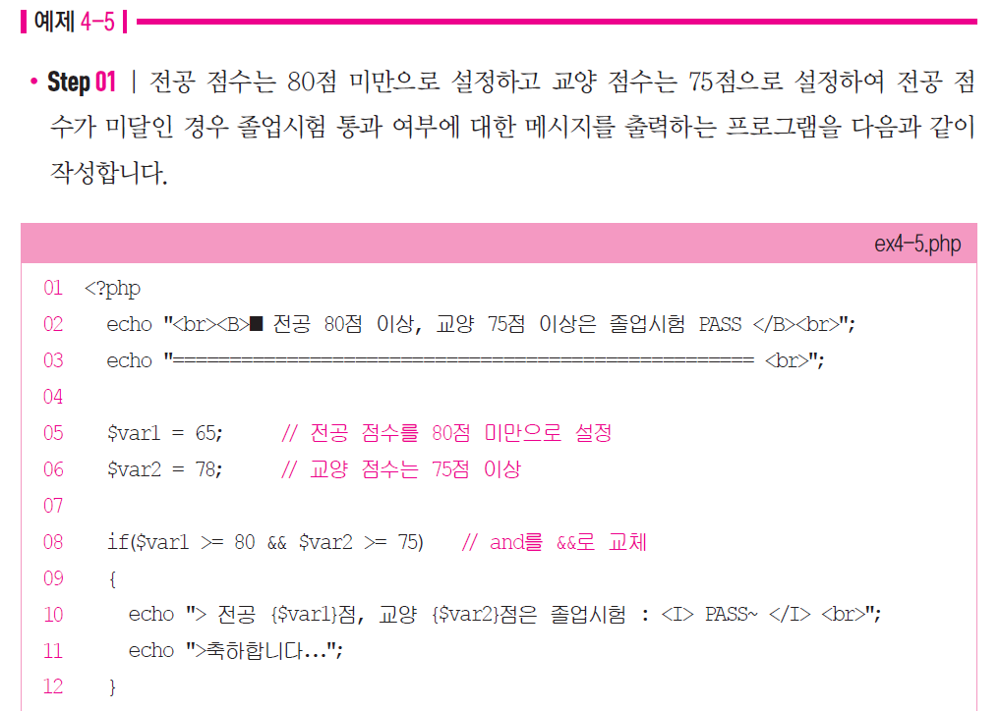 예제 4-5
• Step 01 | 전공 점수는 80점 미만으로 설정하고 교양 점수는 75점으로 설정하여 전공 점
수가 미달인 경우 졸업시험 통과 여부에 대한 메시지를 출력하는 프로그램을 다음과 같이
작성합니다.
ex4-5.php
01 <?php
02 echo "<br><B>■ 전공 80점 이상, 교양 75점 이상은 졸업시험 PASS </B><br>";
03 echo "=================================================== <br>";
04
05 $var1 = 65; // 전공 점수를 80점 미만으로 설정
06 $var2 = 78; // 교양 점수는 75점 이상
07
08 if($var1 >= 80 && $var2 >= 75) // and를 &&로 교체
09 {
10 echo "> 전공 {$var1}점, 교양 {$var2}점은 졸업시험 : <I> PASS~ </I> <br>";
11 echo ">축하합니다...";
12 }